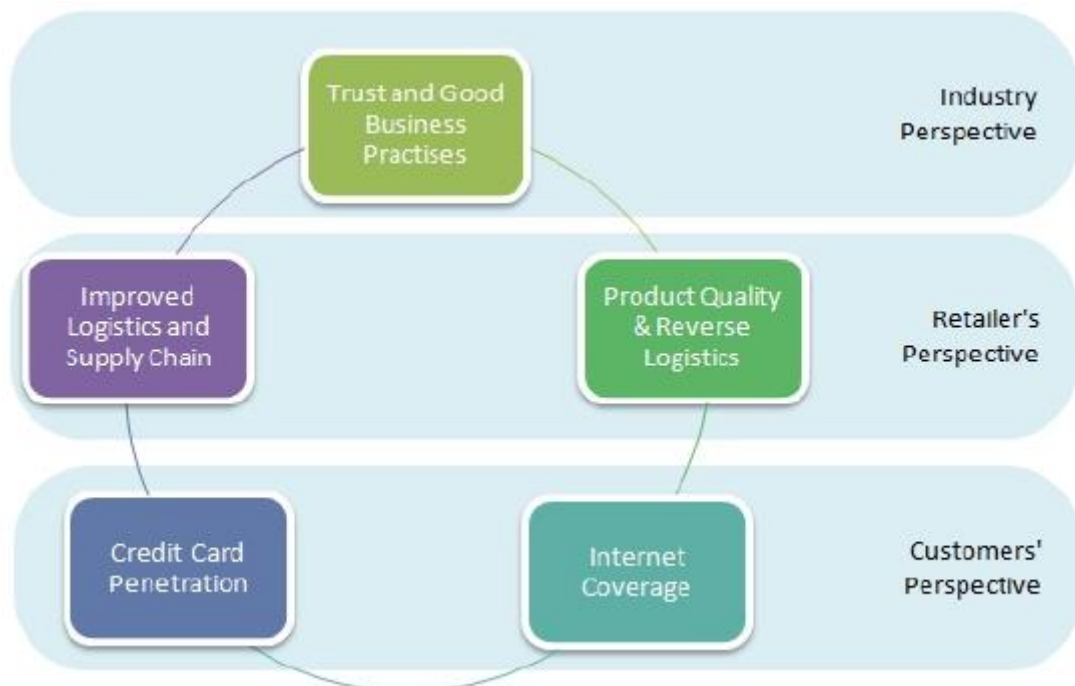 Trust and Good
Business
Practises
Industry
Perspective
Improved
Logistics and
Supply Chain
Product Quality
& Reverse
Logistics
Retailer's
Perspective
Credit Card
Penetration
Internet
Coverage
Customers'
Perspective